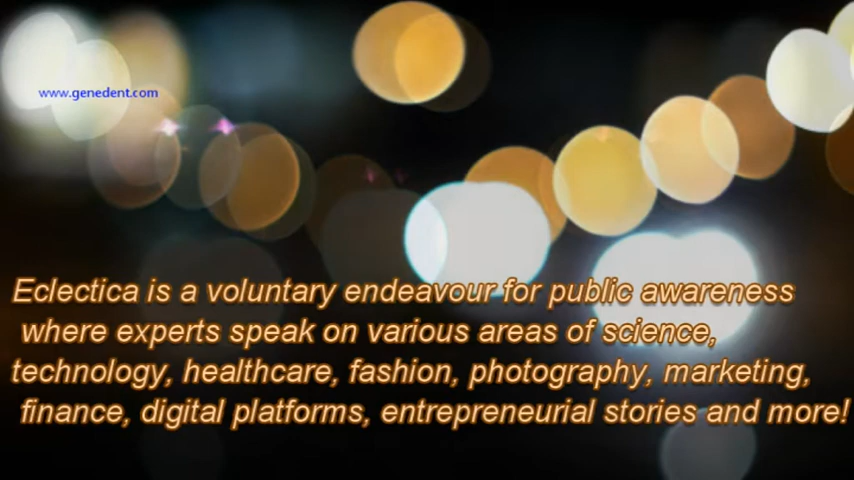 www.genedent.com
Eclectica is a voluntary endeavour for public awareness
where experts speak on various areas of science,
technology, healthcare, fashion, photography, marketing,
finance, digital platforms, entrepreneurial stories and more!